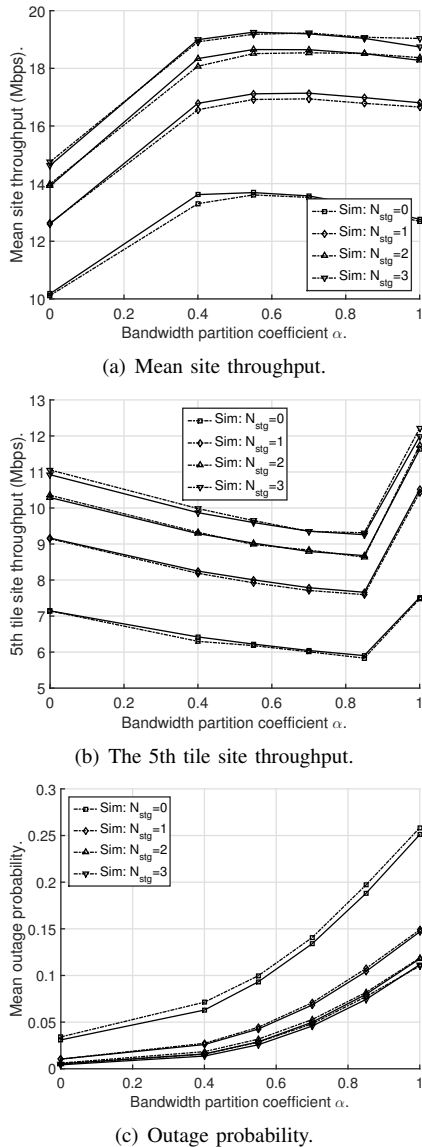 20
18
16
14
12
10
Mean site throughput (Mbps).
Sim: N_stg=0
Sim: N_stg=1
Sim: N_stg=2
Sim: N_stg=3
0 0.2 0.4 0.6 0.8 1
Bandwidth partition coefficient α.
(a) Mean site throughput.
13
12
11
10
9
8
7
6
5
5th tile site throughput (Mbps).
Sim: N_stg=0
Sim: N_stg=1
Sim: N_stg=2
Sim: N_stg=3
0 0.2 0.4 0.6 0.8 1
Bandwidth partition coefficient α.
(b) The 5th tile site throughput.
0.3
0.25
0.2
0.15
0.1
0.05
0
Mean outage probability.
Sim: N_stg=0
Sim: N_stg=1
Sim: N_stg=2
Sim: N_stg=3
0 0.2 0.4 0.6 0.8 1
Bandwidth partition coefficient α.
(c) Outage probability.